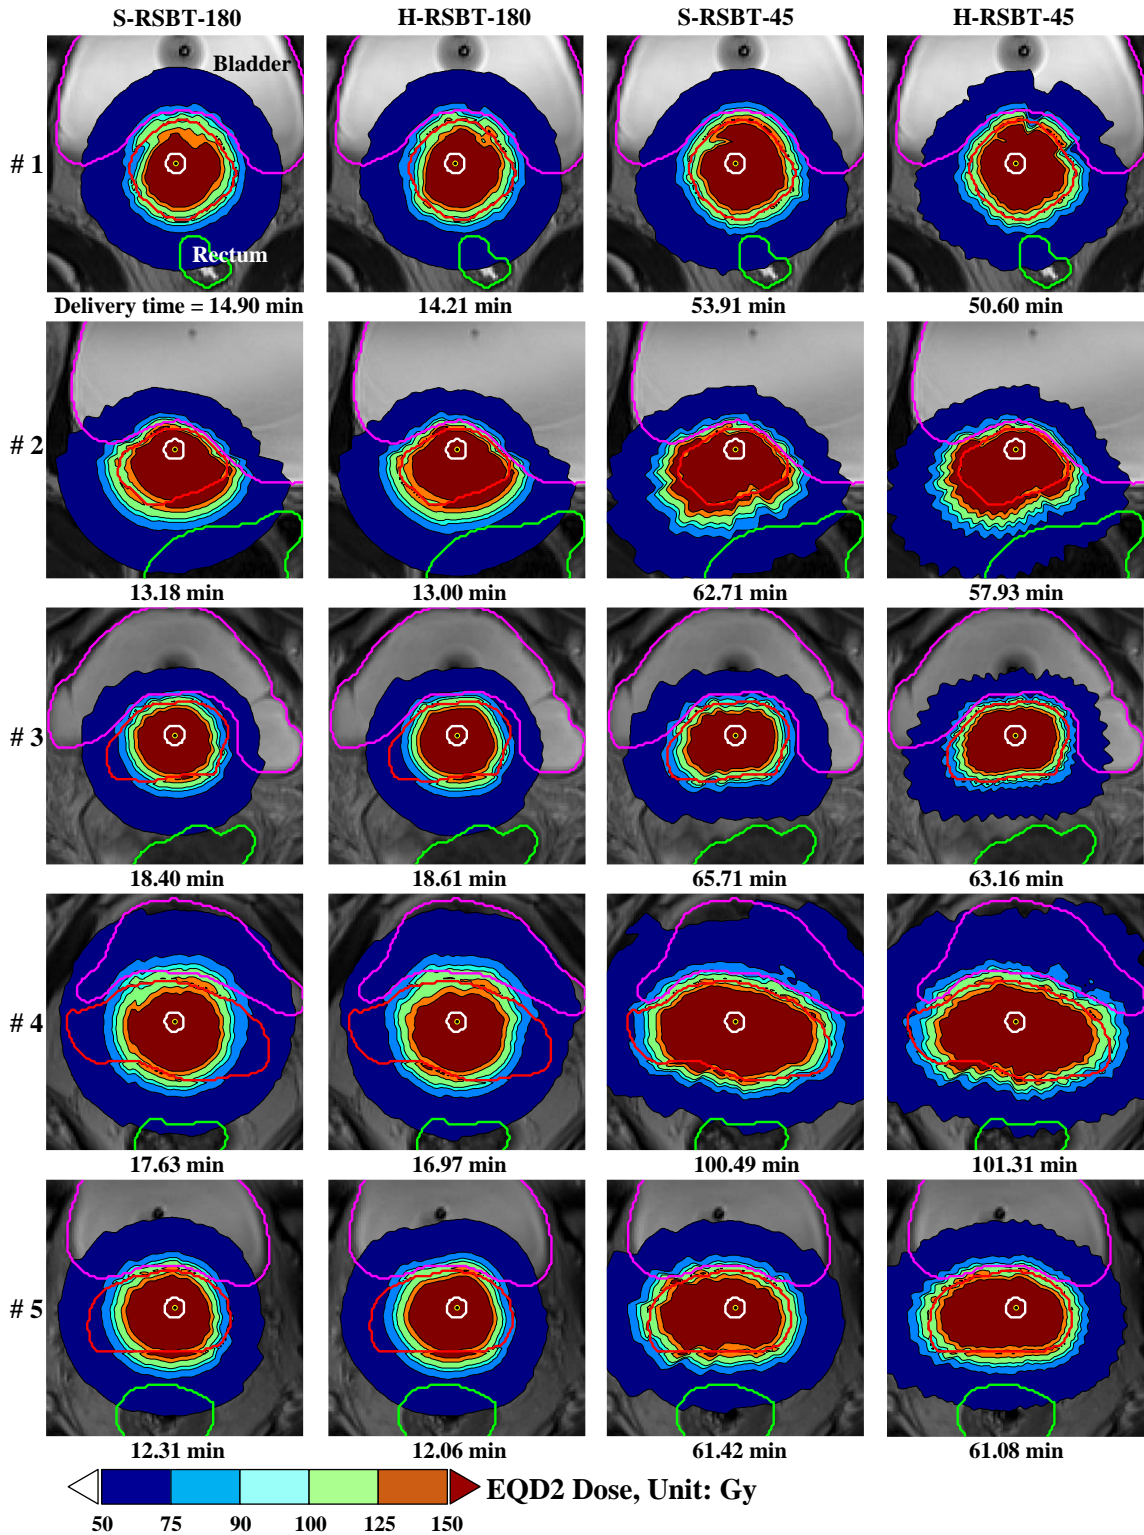 S-RSBT-180 H-RSBT-180 S-RSBT-45 H-RSBT-45
Bladder
# 1
Rectum
Delivery time = 14.90 min 14.21 min 53.91 min 50.60 min
# 2
13.18 min 13.00 min 62.71 min 57.93 min
# 3
18.40 min 18.61 min 65.71 min 63.16 min
# 4
17.63 min 16.97 min 100.49 min 101.31 min
# 5
12.31 min 12.06 min 61.42 min 61.08 min
EQD2 Dose, Unit: Gy
50 75 90 100 125 150